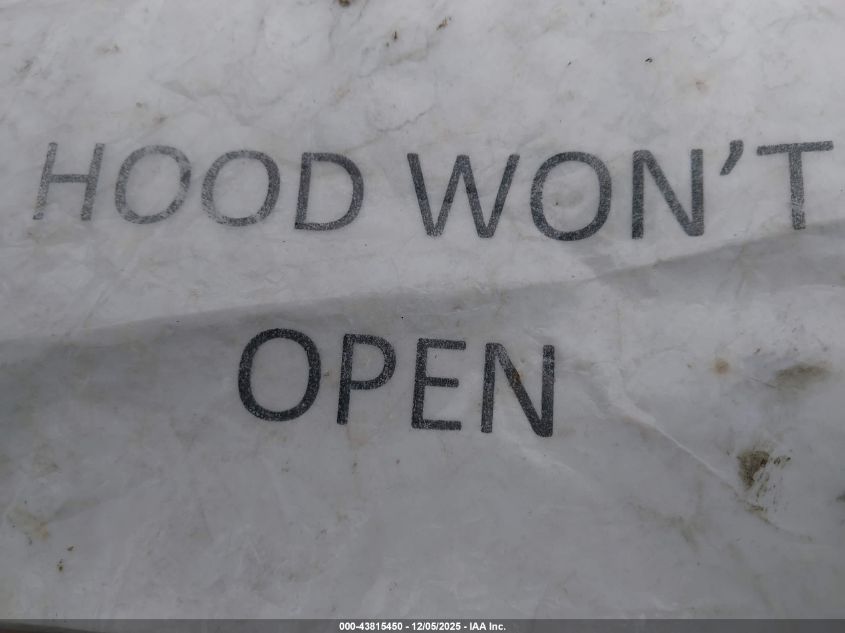 HOOD WON’T
OPEN
000-43815450 - 12/05/2025 - IAA Inc.